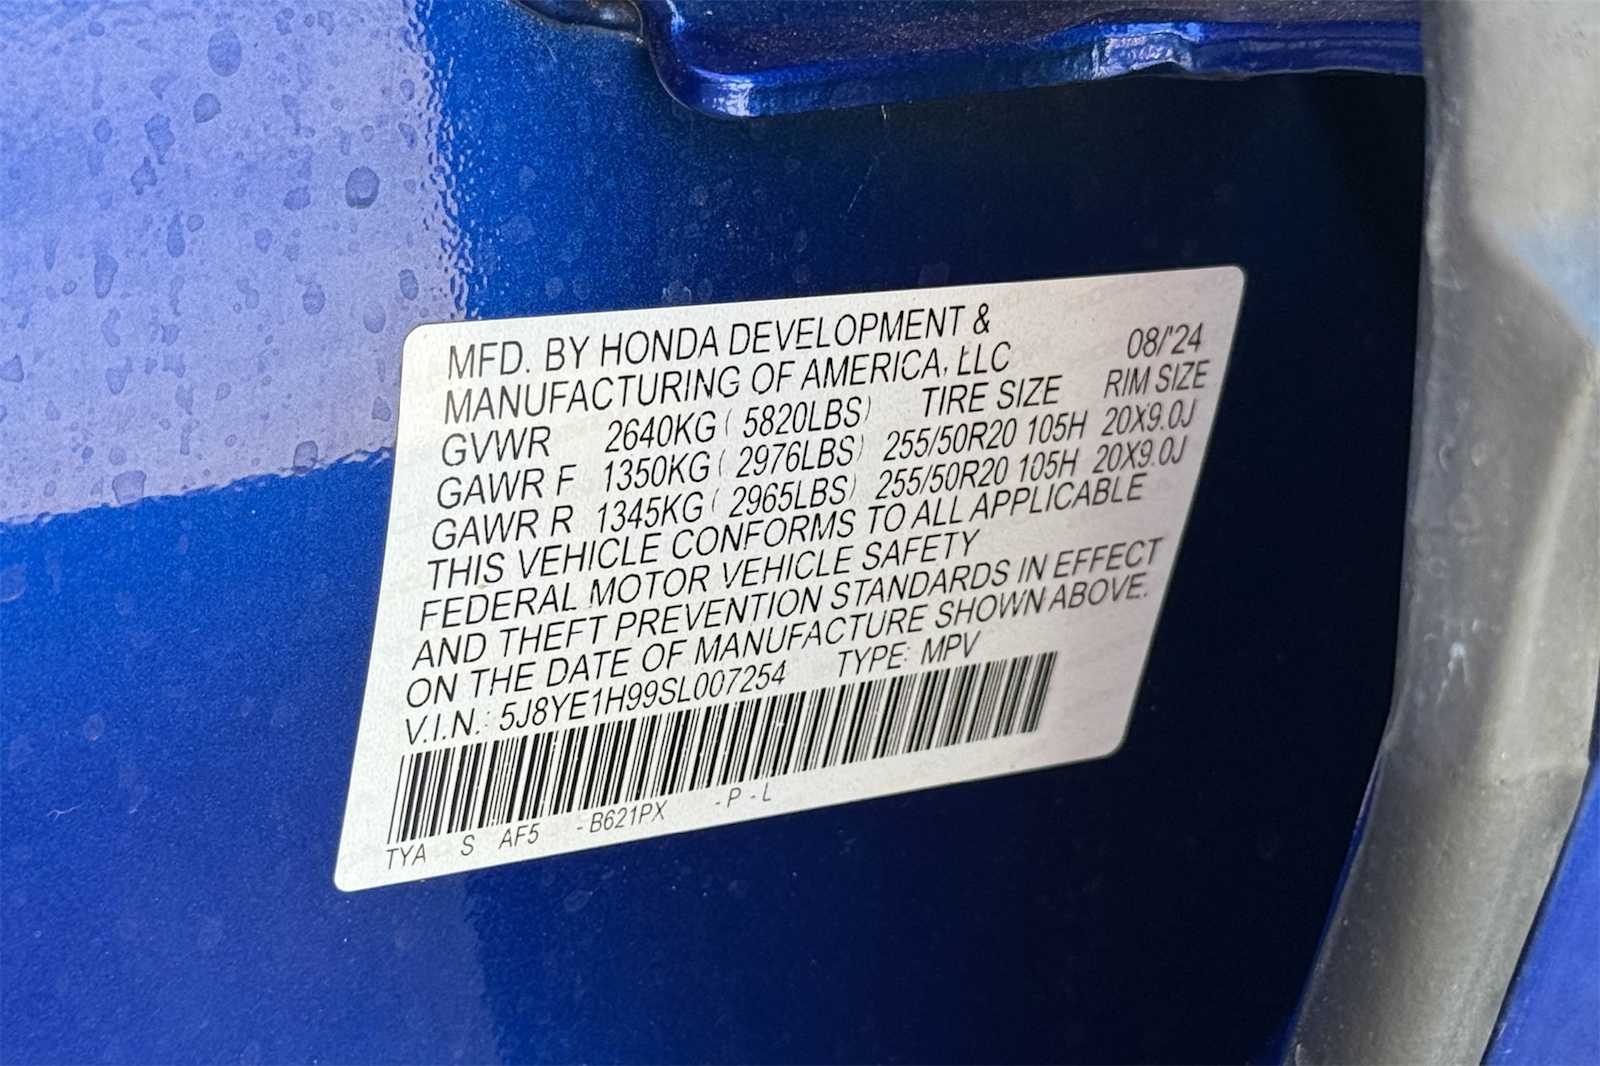 MFD. BY HONDA DEVELOPMENT &
MANUFACTURING OF AMERICA, LLC 08/'24
GVWR 2640KG ( 5820LBS) TIRE SIZE RIM SIZE
GAWR F 1350KG ( 2976LBS) 255/50R20 105H 20X9.0J
GAWR R 1345KG ( 2965LBS) 255/50R20 105H 20X9.0J
THIS VEHICLE CONFORMS TO ALL APPLICABLE
FEDERAL MOTOR VEHICLE SAFETY
AND THEFT PREVENTION STANDARDS IN EFFECT
ON THE DATE OF MANUFACTURE SHOWN ABOVE.
V.I.N.: 5J8YE1H99SL007254 TYPE: MPV
TYA S AF5 -B621PX -P-L